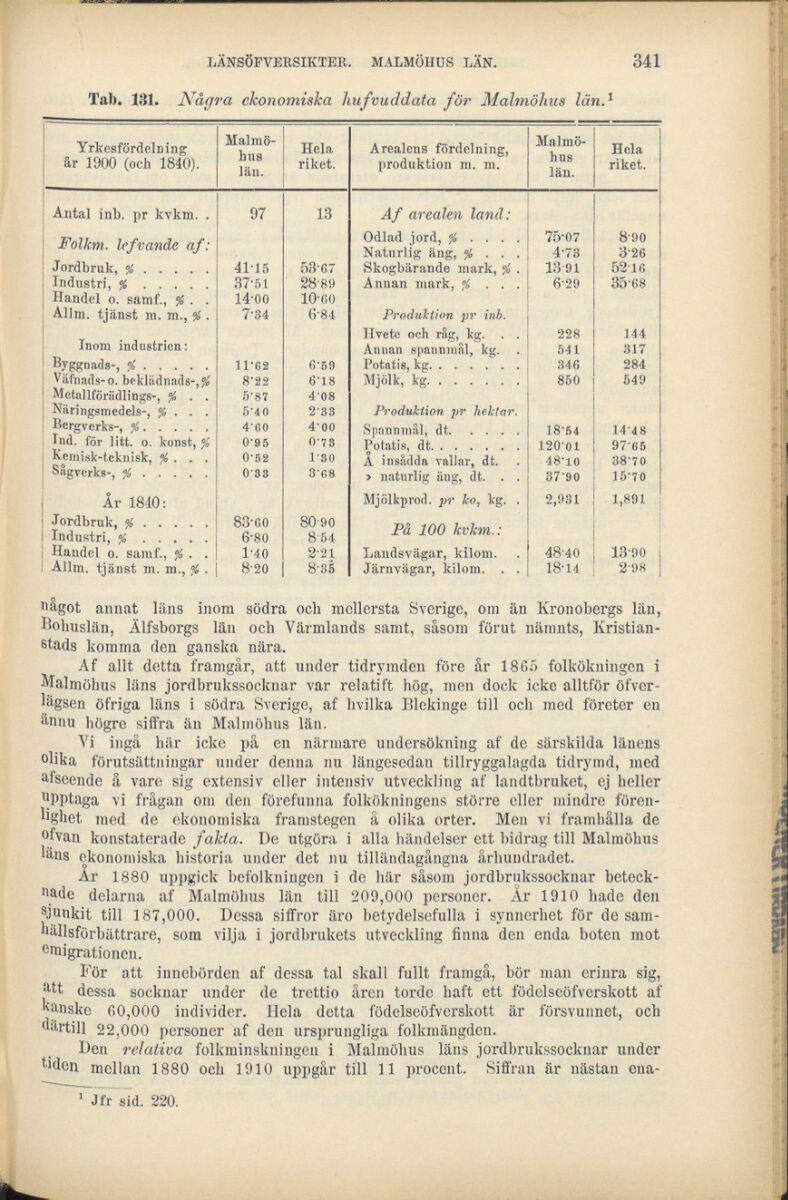 LÄNSÖFVERSIKTER. MALMÖHUS LÄN. 341
Tab. 131. Några ekonomiska hufvuddata för Malmöhus län.¹
Yrkesfördelning år 1900 (och 1840). Malmöhus län. Hela riket. Arealens fördelning, produktion m. m. Malmöhus län. Hela riket.
Antal inb. pr kvkm. . 97 13
Folkm. lefvande af:
Jordbruk, % . . . . . 41·15 53·67
Industri, % . . . . . 37·51 28·89
Handel o. samf., % . . 14·00 10·60
Allm. tjänst m. m., % . 7·34 6·84
Inom industrien:
Byggnads-, % . . . . . 11·62 6·59
Väfnads- o. beklädnads-, % 8·22 6·18
Metallförädlings-, % . . 5·87 4·08
Näringsmedels-, % . . . 5·40 2·33
Bergverks-, % . . . . . 4·60 4·00
Ind. för litt. o. konst, % 0·95 0·73
Kemisk-teknisk, % . . . 0·52 1·30
Sågverks-, % . . . . . 0·33 3·68
År 1840:
Jordbruk, % . . . . . 83·60 80·90
Industri, % . . . . . 6·80 8·54
Handel o. samf., % . . 1·40 2·21
Allm. tjänst m. m., % . 8·20 8·35
Af arealen land:
Odlad jord, % . . . . 75·07 8·90
Naturlig äng, % . . . 4·73 3·26
Skogbärande mark, % . 13·91 52·16
Annan mark, % . . . 6·29 35·68
Produktion pr inb.
Hvete och råg, kg. . . 228 144
Annan spannmål, kg. . 541 317
Potatis, kg. . . . . . . 346 284
Mjölk, kg. . . . . . . 850 549
Produktion pr hektar.
Spannmål, dt. . . . . 18·54 14·48
Potatis, dt. . . . . . . 120·01 97·65
Å insådda vallar, dt. . 48·10 38·70
» naturlig äng, dt. . . 37·90 15·70
Mjölkprod. pr ko, kg. . 2,931 1,891
På 100 kvkm.:
Landsvägar, kilom. . 48·40 13·90
Järnvägar, kilom. . . 18·14 2·98
något annat läns inom södra och mellersta Sverige, om än Kronobergs län,
Bohuslän, Älfsborgs län och Värmlands samt, såsom förut nämnts, Kristian-
stads komma den ganska nära.
Af allt detta framgår, att under tidrymden före år 1865 folkökningen i
Malmöhus läns jordbrukssocknar var relatift hög, men dock icke alltför öfver-
lägsen öfriga läns i södra Sverige, af hvilka Blekinge till och med företer en
ännu högre siffra än Malmöhus län.
Vi ingå här icke på en närmare undersökning af de särskilda länens
olika förutsättningar under denna nu längesedan tillryggalagda tidrymd, med
afseende å vare sig extensiv eller intensiv utveckling af landtbruket, ej heller
upptaga vi frågan om den förefunna folkökningens större eller mindre fören-
lighet med de ekonomiska framstegen å olika orter. Men vi framhålla de
ofvan konstaterade fakta. De utgöra i alla händelser ett bidrag till Malmöhus
läns ekonomiska historia under det nu tilländagångna århundradet.
År 1880 uppgick befolkningen i de här såsom jordbrukssocknar beteck-
nade delarna af Malmöhus län till 209,000 personer. År 1910 hade den
sjunkit till 187,000. Dessa siffror äro betydelsefulla i synnerhet för de sam-
hällsförbättrare, som vilja i jordbrukets utveckling finna den enda boten mot
emigrationen.
För att innebörden af dessa tal skall fullt framgå, bör man erinra sig,
att dessa socknar under de trettio åren torde haft ett födelseöfverskott af
kanske 60,000 individer. Hela detta födelseöfverskott är försvunnet, och
därtill 22,000 personer af den ursprungliga folkmängden.
Den relativa folkminskningen i Malmöhus läns jordbrukssocknar under
tiden mellan 1880 och 1910 uppgår till 11 procent. Siffran är nästan ena-
¹ Jfr sid. 220.